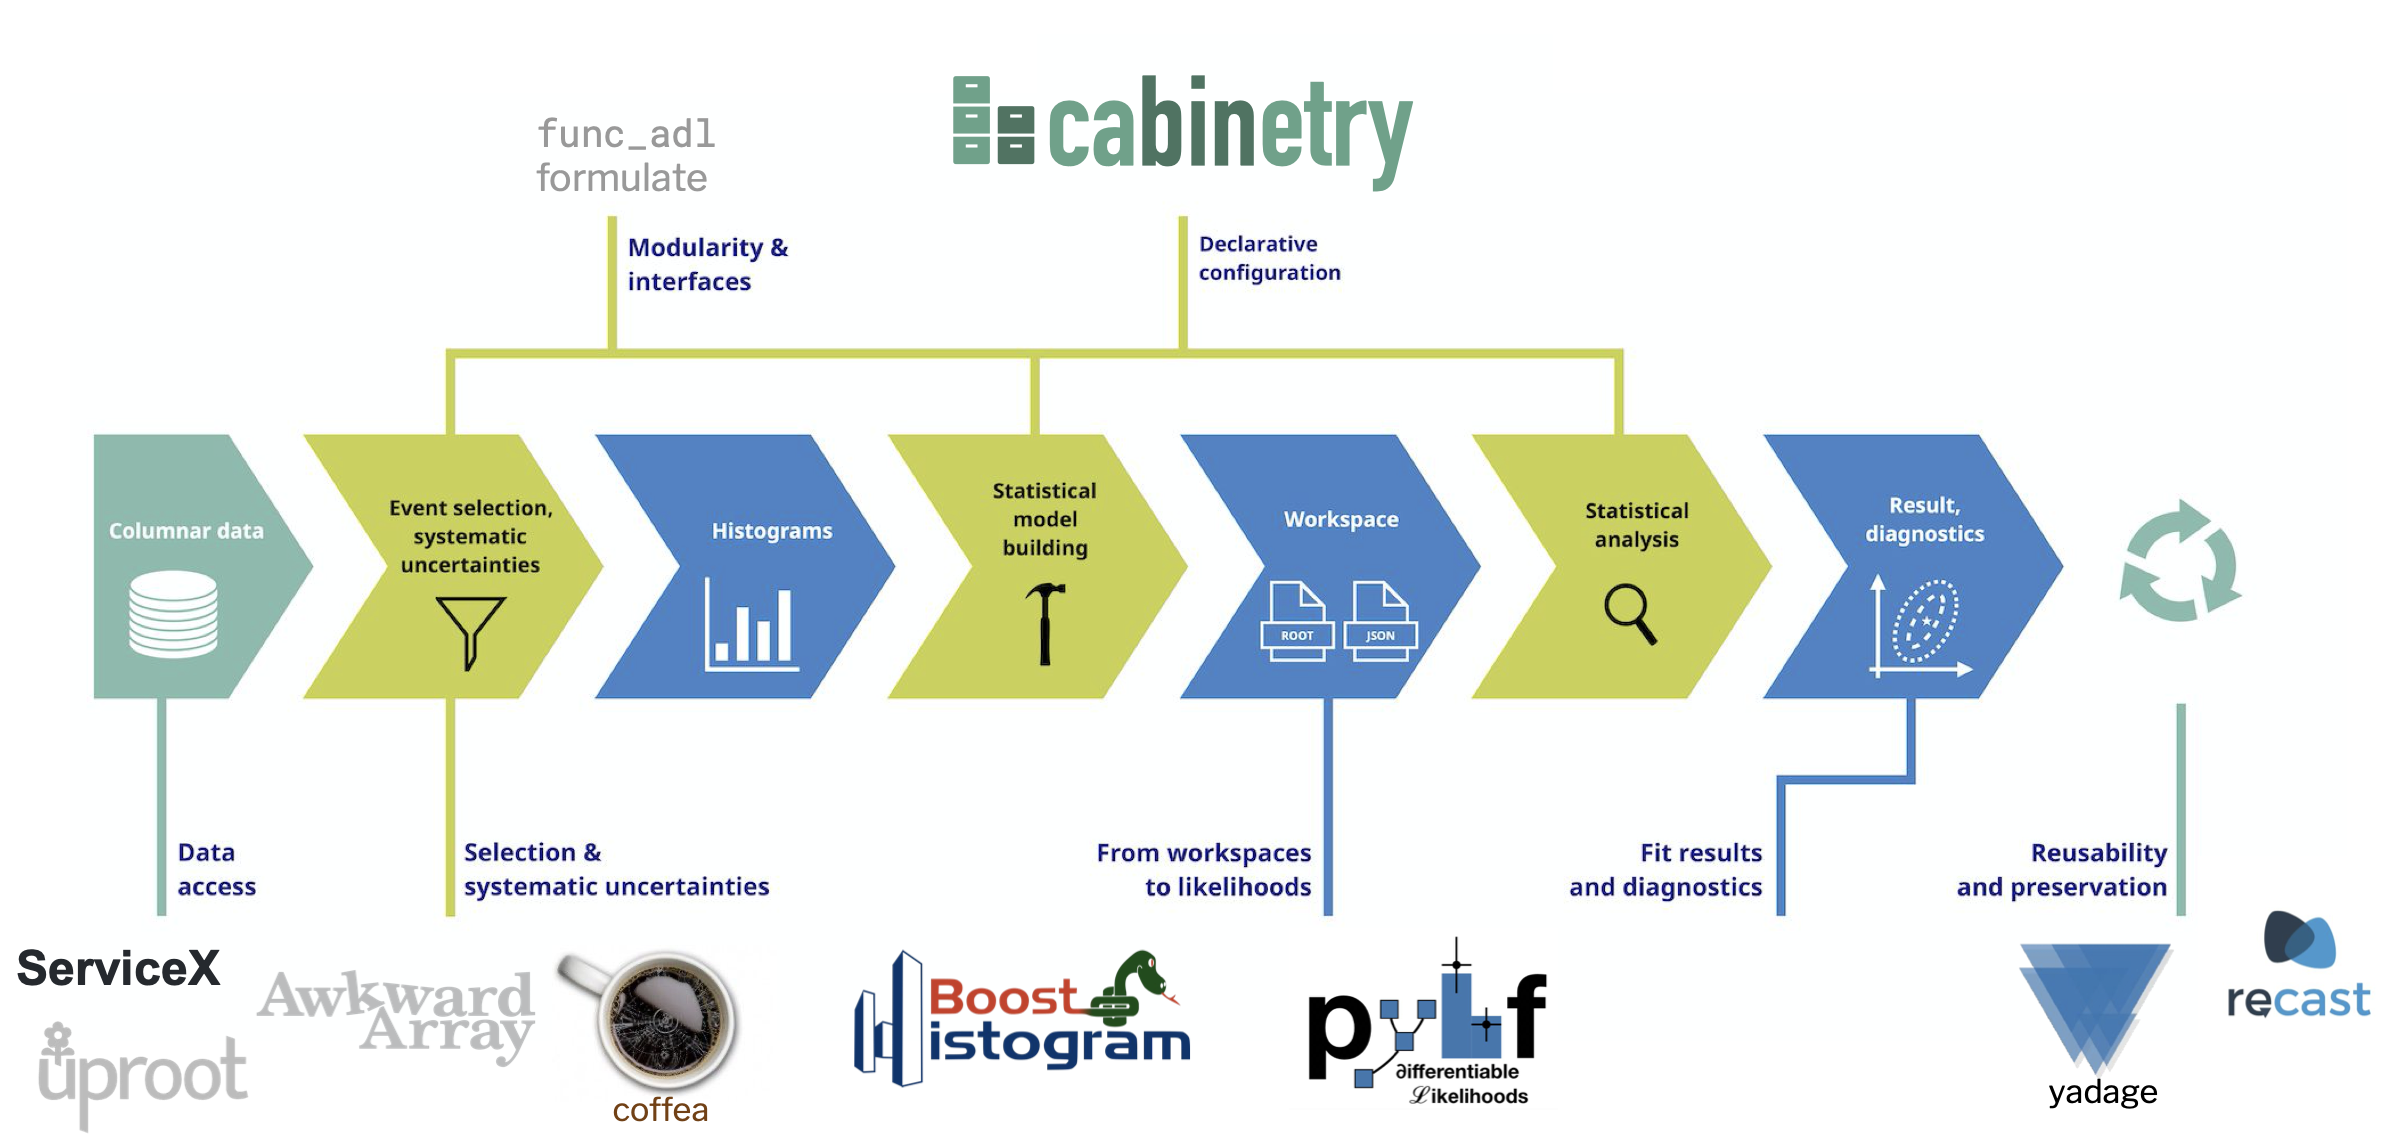 func_adl
formulate
cabinetry
Modularity &
interfaces
Declarative
configuration
Columnar data
Event selection,
systematic
uncertainties
Histograms
Statistical
model
building
Workspace
ROOT
JSON
Statistical
analysis
Result,
diagnostics
Data
access
Selection &
systematic uncertainties
From workspaces
to likelihoods
Fit results
and diagnostics
Reusability
and preservation
ServiceX
uproot
Awkward
Array
coffea
Boost
Histogram
pyhf
∂ifferentiable
ℒikelihoods
yadage
recast